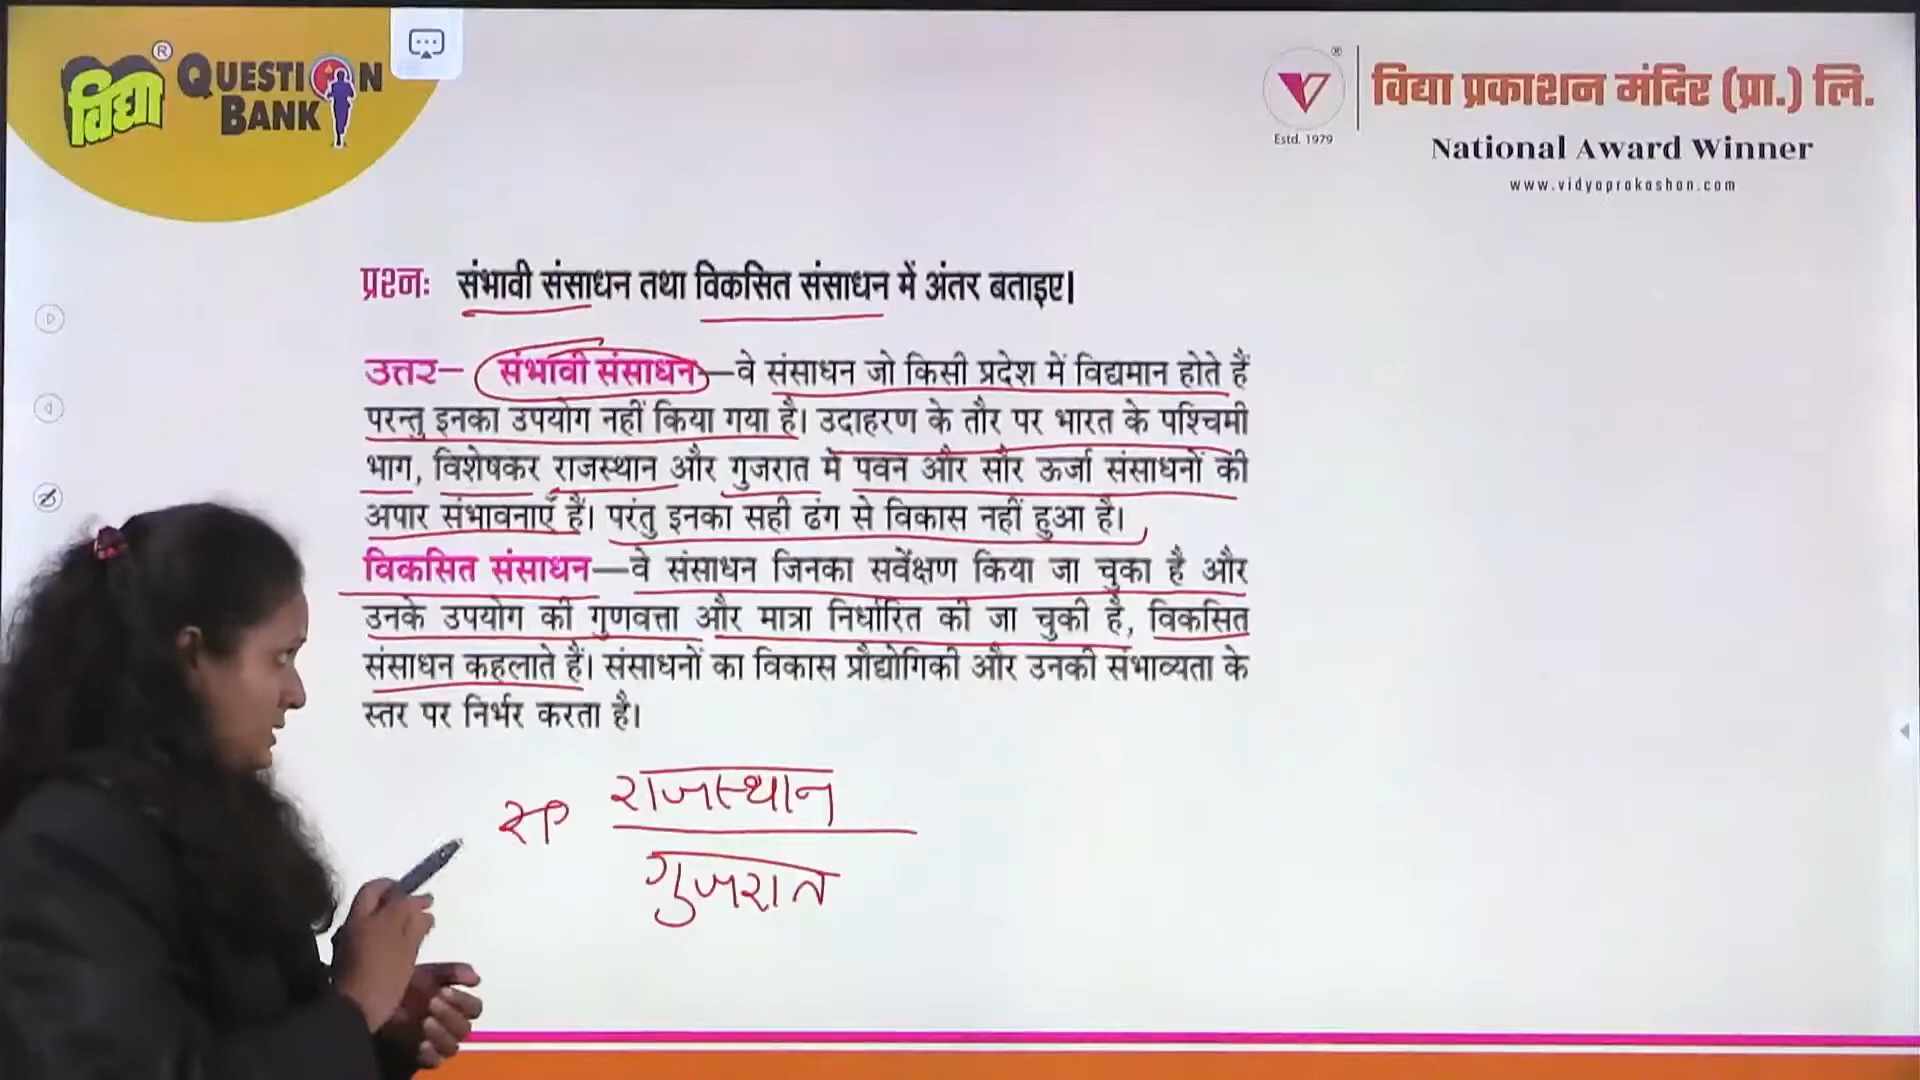 विद्या
QUESTION
BANK
Estd. 1979
विद्या प्रकाशन मंदिर (प्रा.) लि.
National Award Winner
www.vidyaprakashan.com
प्रश्नः संभावी संसाधन तथा विकसित संसाधन में अंतर बताइए।
उत्तर— संभावी संसाधन—वे संसाधन जो किसी प्रदेश में विद्यमान होते हैं
परन्तु इनका उपयोग नहीं किया गया है। उदाहरण के तौर पर भारत के पश्चिमी
भाग, विशेषकर राजस्थान और गुजरात में पवन और सौर ऊर्जा संसाधनों की
अपार संभावनाएँ हैं। परंतु इनका सही ढंग से विकास नहीं हुआ है।
विकसित संसाधन—वे संसाधन जिनका सर्वेक्षण किया जा चुका है और
उनके उपयोग की गुणवत्ता और मात्रा निर्धारित की जा चुकी है, विकसित
संसाधन कहलाते हैं। संसाधनों का विकास प्रौद्योगिकी और उनकी संभाव्यता के
स्तर पर निर्भर करता है।
राजस्थान
गुजरात